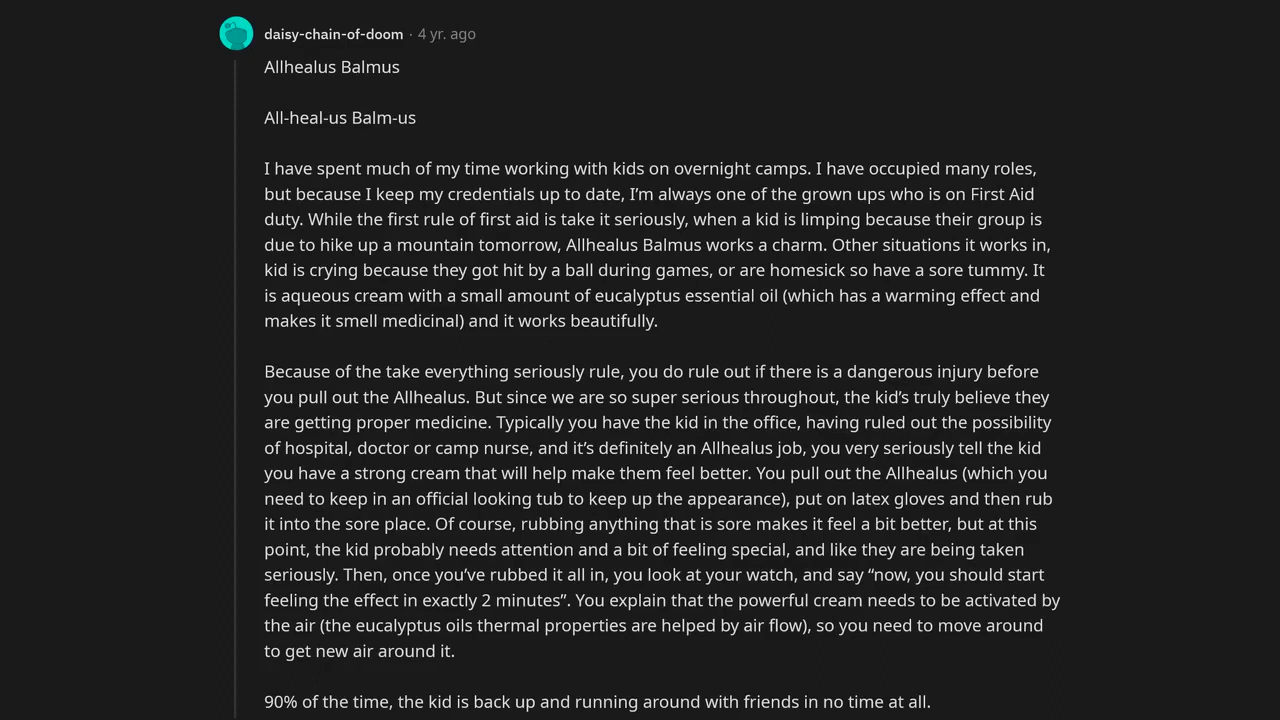 daisy-chain-of-doom · 4 yr. ago
Allhealus Balmus
All-heal-us Balm-us
I have spent much of my time working with kids on overnight camps. I have occupied many roles,
but because I keep my credentials up to date, I’m always one of the grown ups who is on First Aid
duty. While the first rule of first aid is take it seriously, when a kid is limping because their group is
due to hike up a mountain tomorrow, Allhealus Balmus works a charm. Other situations it works in,
kid is crying because they got hit by a ball during games, or are homesick so have a sore tummy. It
is aqueous cream with a small amount of eucalyptus essential oil (which has a warming effect and
makes it smell medicinal) and it works beautifully.
Because of the take everything seriously rule, you do rule out if there is a dangerous injury before
you pull out the Allhealus. But since we are so super serious throughout, the kid’s truly believe they
are getting proper medicine. Typically you have the kid in the office, having ruled out the possibility
of hospital, doctor or camp nurse, and it’s definitely an Allhealus job, you very seriously tell the kid
you have a strong cream that will help make them feel better. You pull out the Allhealus (which you
need to keep in an official looking tub to keep up the appearance), put on latex gloves and then rub
it into the sore place. Of course, rubbing anything that is sore makes it feel a bit better, but at this
point, the kid probably needs attention and a bit of feeling special, and like they are being taken
seriously. Then, once you’ve rubbed it all in, you look at your watch, and say “now, you should start
feeling the effect in exactly 2 minutes”. You explain that the powerful cream needs to be activated by
the air (the eucalyptus oils thermal properties are helped by air flow), so you need to move around
to get new air around it.
90% of the time, the kid is back up and running around with friends in no time at all.